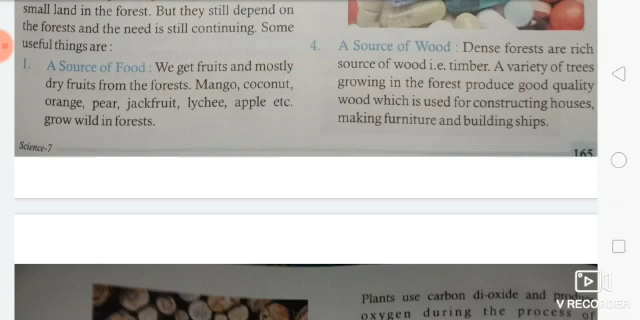 small land in the forest. But they still depend on
the forests and the need is still continuing. Some
useful things are :
1. A Source of Food : We get fruits and mostly
dry fruits from the forests. Mango, coconut,
orange, pear, jackfruit, lychee, apple etc.
grow wild in forests.
4. A Source of Wood : Dense forests are rich
source of wood i.e. timber. A variety of trees
growing in the forest produce good quality
wood which is used for constructing houses,
making furniture and building ships.
Science-7
165
Plants use carbon di-oxide and
oxygen during the process of
V RECORDER